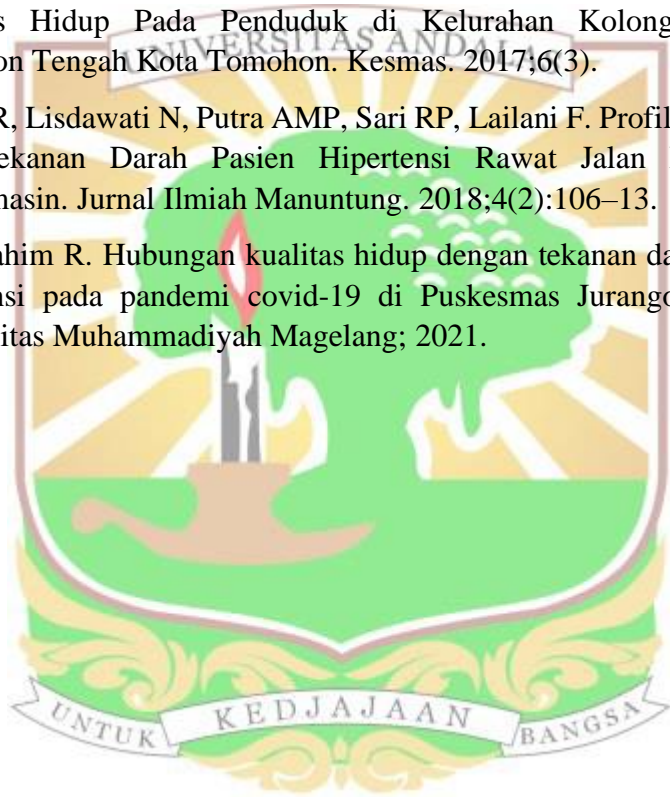 s Hidup Pada Penduduk di Kelurahan Kolong
UNIVERSITAS ANDALAS
on Tengah Kota Tomohon. Kesmas. 2017;6(3).
R, Lisdawati N, Putra AMP, Sari RP, Lailani F. Profil
ekanan Darah Pasien Hipertensi Rawat Jalan
masin. Jurnal Ilmiah Manuntung. 2018;4(2):106–13.
ahim R. Hubungan kualitas hidup dengan tekanan da
nsi pada pandemi covid-19 di Puskesmas Jurango
itas Muhammadiyah Magelang; 2021.
UNTUK KEDJAJAAN BANGSA